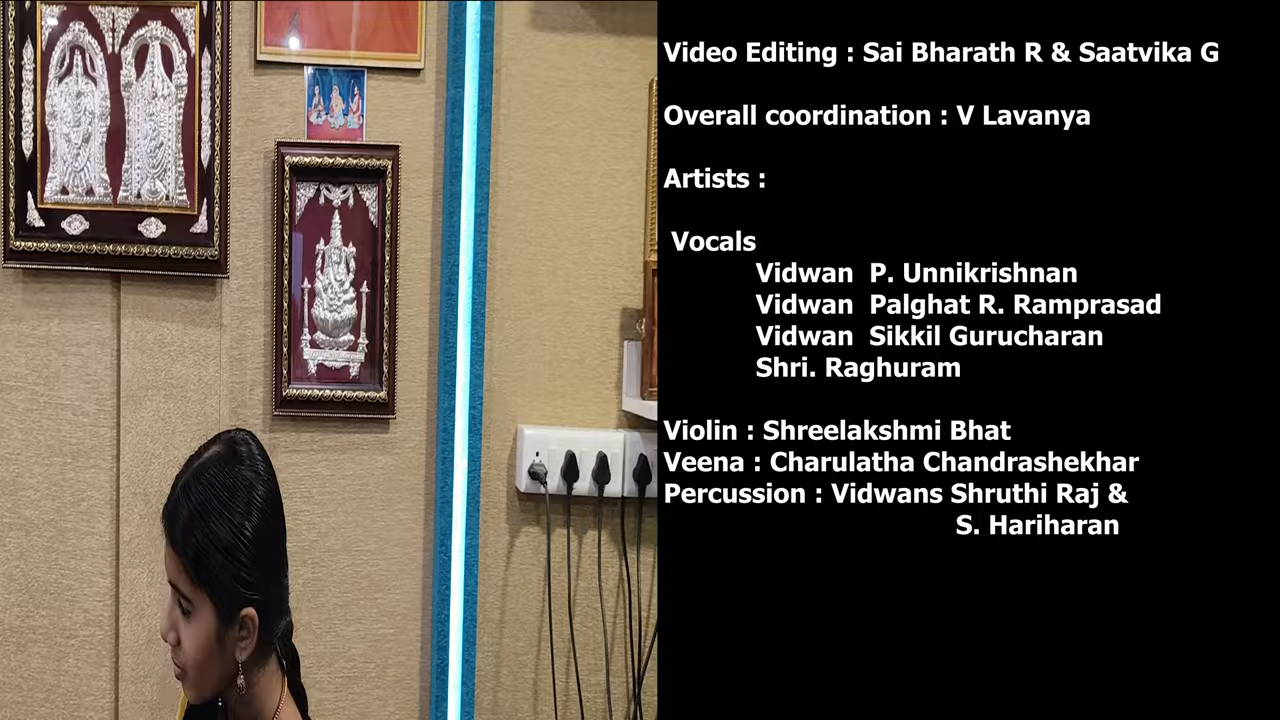 Video Editing : Sai Bharath R & Saatvika G
Overall coordination : V Lavanya
Artists :
Vocals
Vidwan P. Unnikrishnan
Vidwan Palghat R. Ramprasad
Vidwan Sikkil Gurucharan
Shri. Raghuram
Violin : Shreelakshmi Bhat
Veena : Charulatha Chandrashekhar
Percussion : Vidwans Shruthi Raj &
S. Hariharan